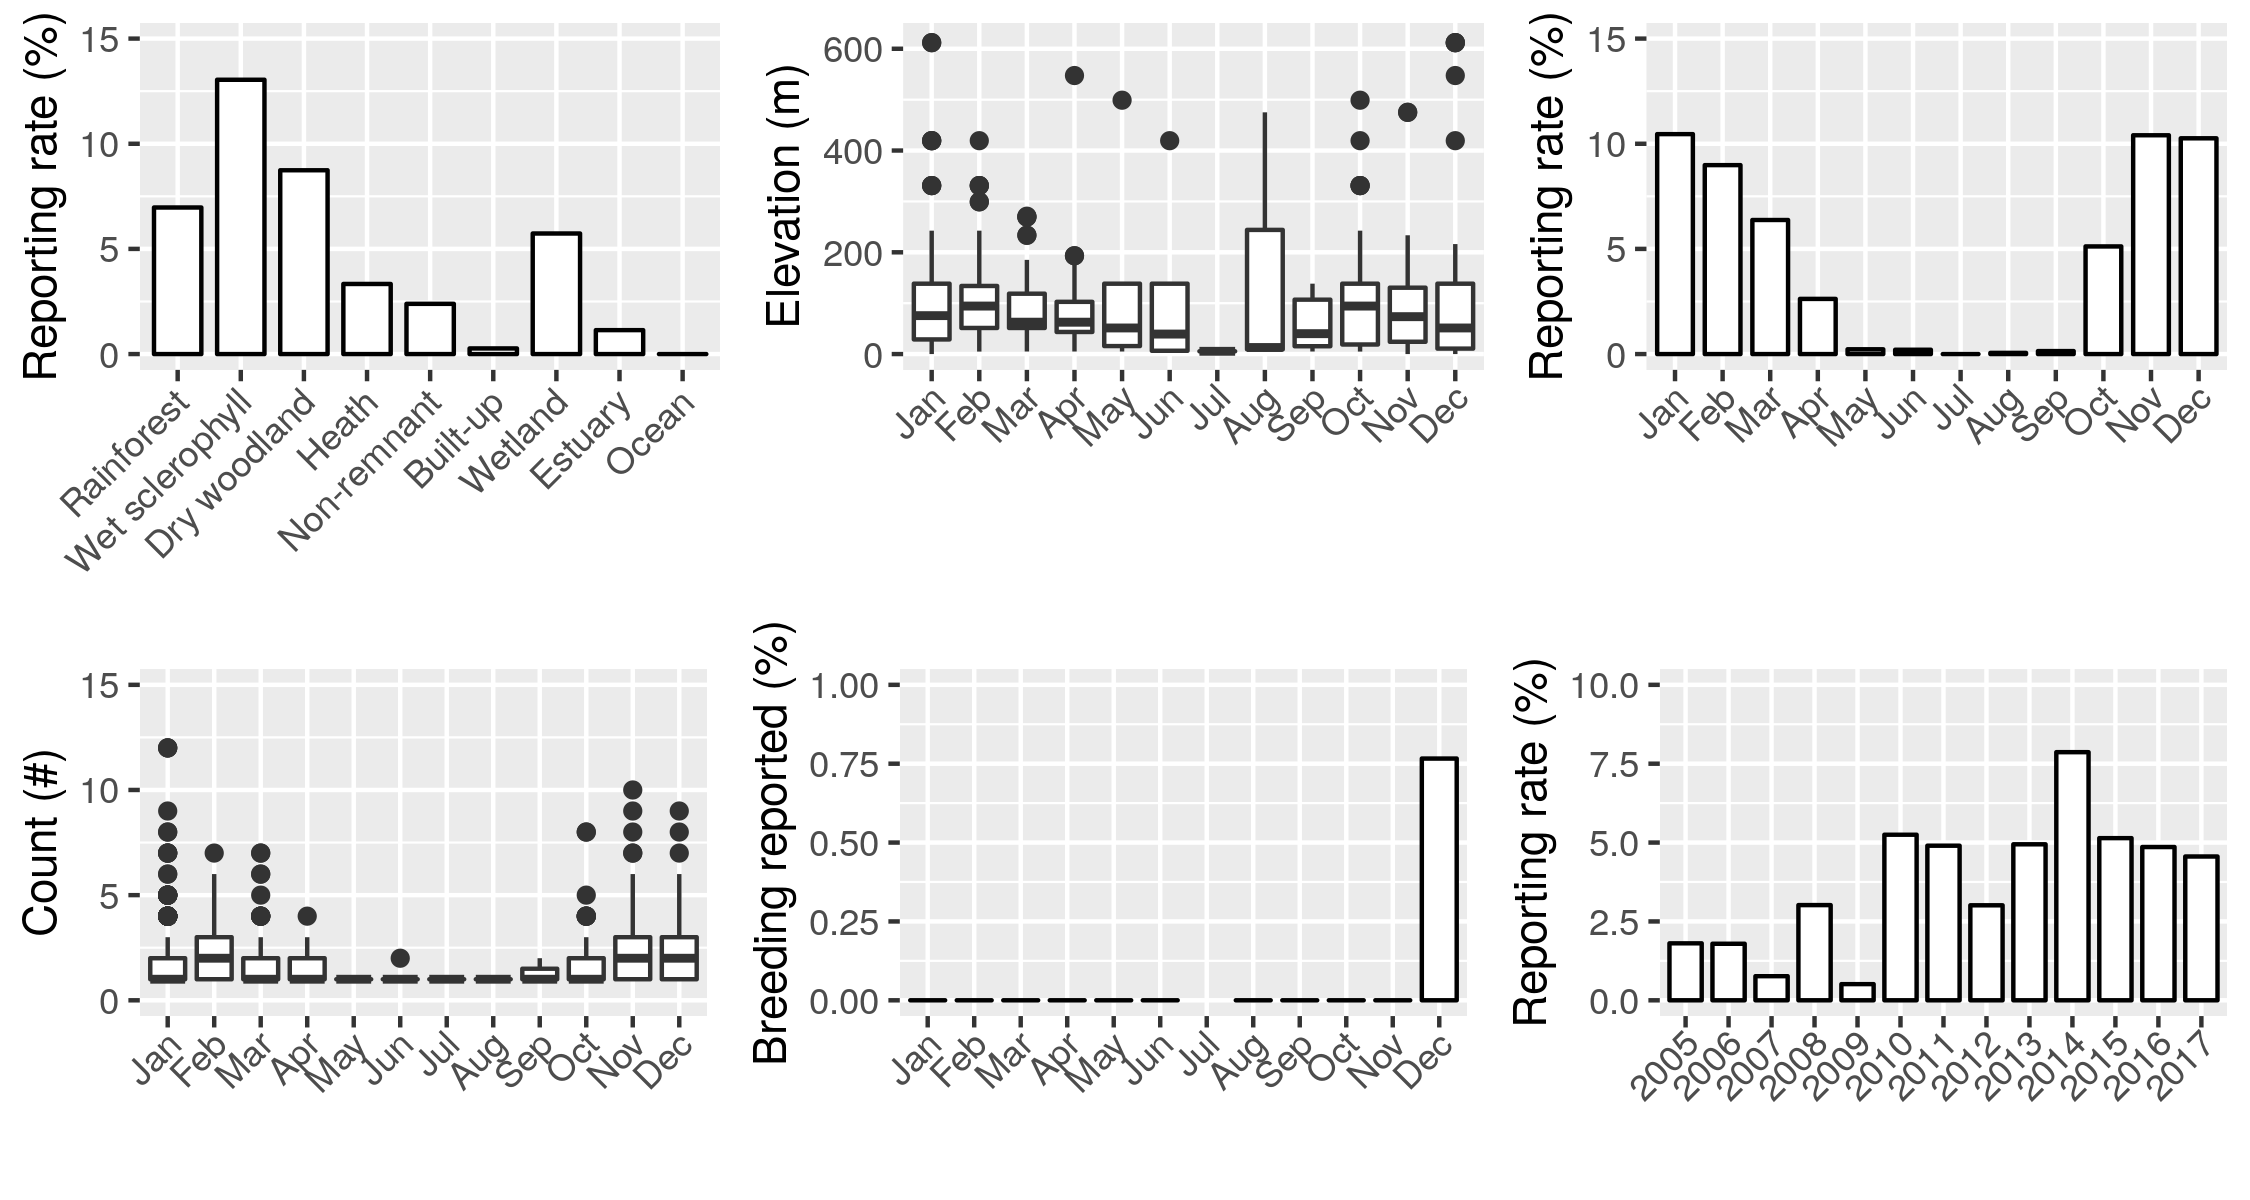 Reporting rate (%)
15
10
5
0
Rainforest
Wet sclerophyll
Dry woodland
Heath
Non-remnant
Built-up
Wetland
Estuary
Ocean
Elevation (m)
600
400
200
0
Jan
Feb
Mar
Apr
May
Jun
Jul
Aug
Sep
Oct
Nov
Dec
Reporting rate (%)
15
10
5
0
Jan
Feb
Mar
Apr
May
Jun
Jul
Aug
Sep
Oct
Nov
Dec
Count (#)
15
10
5
0
Jan
Feb
Mar
Apr
May
Jun
Jul
Aug
Sep
Oct
Nov
Dec
Breeding reported (%)
1.00
0.75
0.50
0.25
0.00
Jan
Feb
Mar
Apr
May
Jun
Jul
Aug
Sep
Oct
Nov
Dec
Reporting rate (%)
10.0
7.5
5.0
2.5
0.0
2005
2006
2007
2008
2009
2010
2011
2012
2013
2014
2015
2016
2017